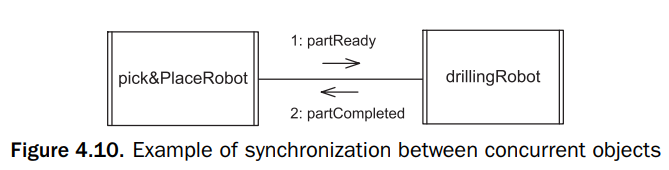 1: partReady
pick&PlaceRobot
drillingRobot
2: partCompleted
Figure 4.10. Example of synchronization between concurrent objects